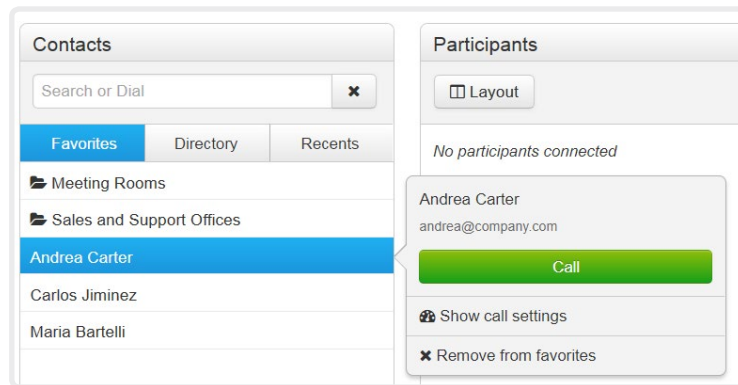 Contacts
Search or Dial
Favorites Directory Recents
Meeting Rooms
Sales and Support Offices
Andrea Carter
Carlos Jiminez
Maria Bartelli
Participants
Layout
No participants connected
Andrea Carter
andrea@company.com
Call
Show call settings
Remove from favorites